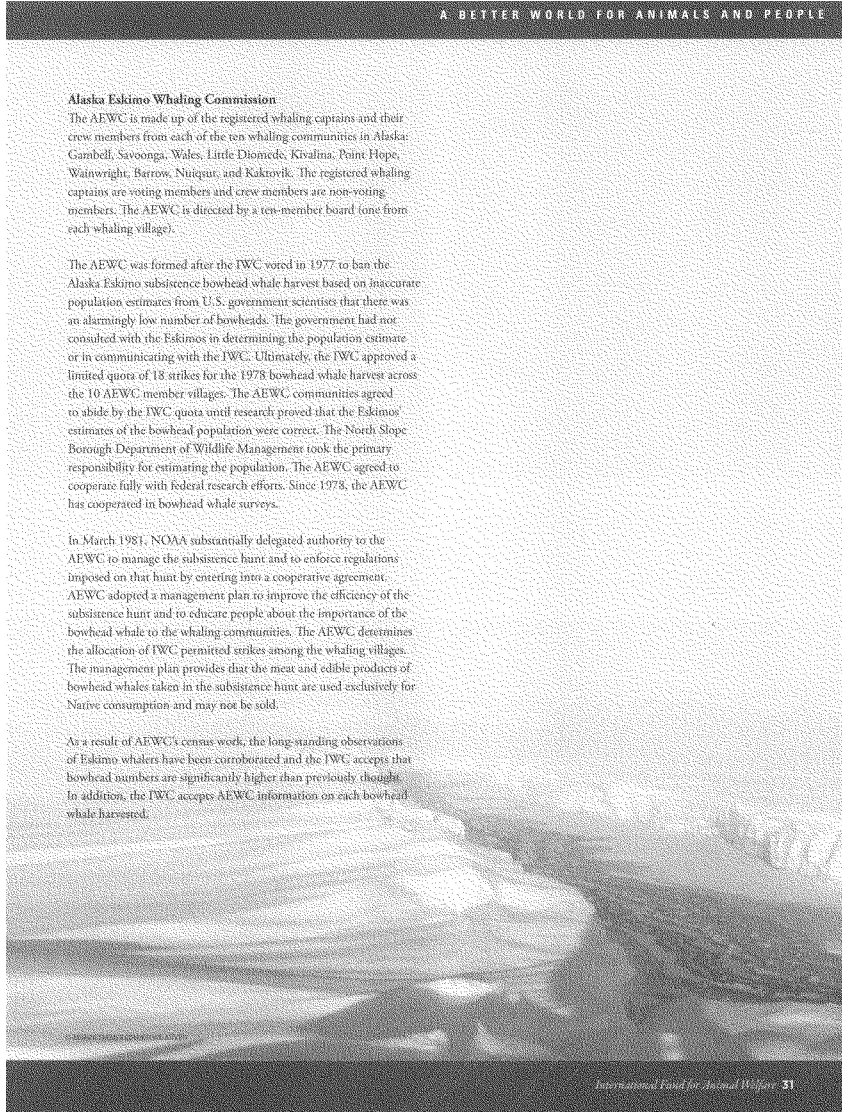 A BETTER WORLD FOR ANIMALS AND PEOPLE
Alaska Eskimo Whaling Commission
The AEWC is made up of the registered whaling captains and their
crew members from each of the ten whaling communities in Alaska:
Gambell, Savoonga, Wales, Little Diomede, Kivalina, Point Hope,
Wainwright, Barrow, Nuiqsut, and Kaktovik. The registered whaling
captains are voting members and crew members are non-voting
members. The AEWC is directed by a ten-member board (one from
each whaling village).
The AEWC was formed after the IWC voted in 1977 to ban the
Alaska Eskimo subsistence bowhead whale harvest based on inaccurate
population estimates from U.S. government scientists that there was
an alarmingly low number of bowheads. The government had not
consulted with the Eskimos in determining the population estimate
or in communicating with the IWC. Ultimately, the IWC approved a
limited quota of 18 strikes for the 1978 bowhead whale harvest across
the 10 AEWC member villages. The AEWC communities agreed
to abide by the IWC quota until research proved that the Eskimos'
estimates of the bowhead population were correct. The North Slope
Borough Department of Wildlife Management took the primary
responsibility for estimating the population. The AEWC agreed to
cooperate fully with federal research efforts. Since 1978, the AEWC
has cooperated in bowhead whale surveys.
In March 1981, NOAA substantially delegated authority to the
AEWC to manage the subsistence hunt and to enforce regulations
imposed on that hunt by entering into a cooperative agreement.
AEWC adopted a management plan to improve the efficiency of the
subsistence hunt and to educate people about the importance of the
bowhead whale to the whaling communities. The AEWC determines
the allocation of IWC permitted strikes among the whaling villages.
The management plan provides that the meat and edible products of
bowhead whales taken in the subsistence hunt are used exclusively for
Native consumption and may not be sold.
As a result of AEWC's census work, the long-standing observations
of Eskimo whalers have been corroborated and the IWC accepts that
bowhead numbers are significantly higher than previously thought.
In addition, the IWC accepts AEWC information on each bowhead
whale harvested.
International Fund for Animal Welfare 31